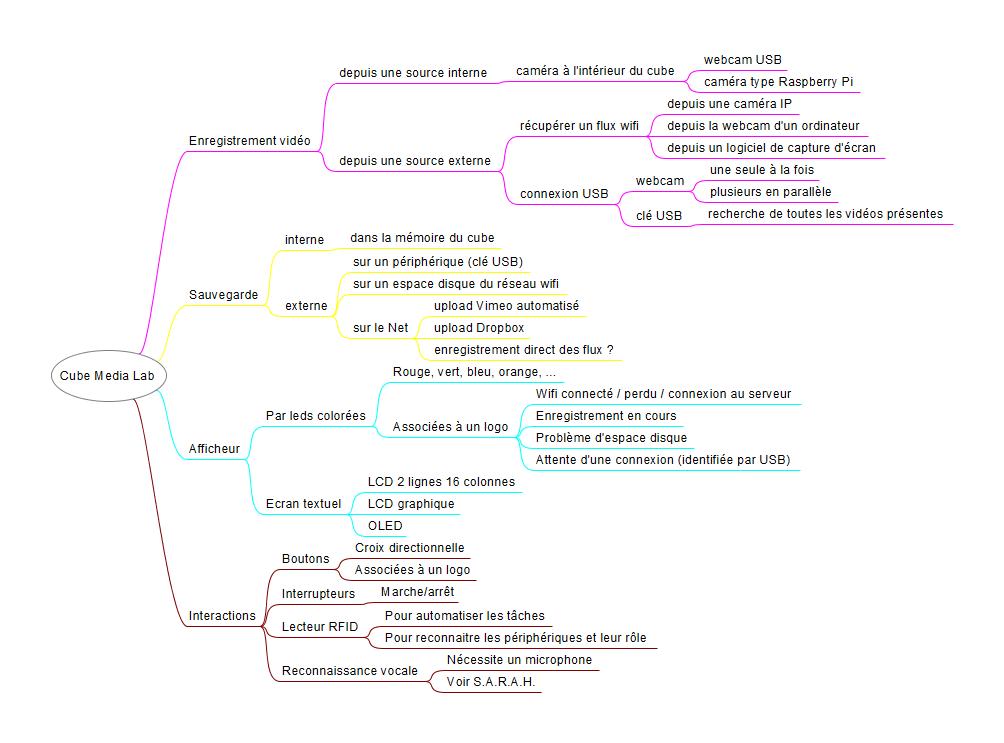 Cube Media Lab
Enregistrement vidéo
depuis une source interne
caméra à l'intérieur du cube
webcam USB
caméra type Raspberry Pi
depuis une source externe
récupérer un flux wifi
depuis une caméra IP
depuis la webcam d'un ordinateur
depuis un logiciel de capture d'écran
connexion USB
webcam
une seule à la fois
plusieurs en parallèle
clé USB
recherche de toutes les vidéos présentes
Sauvegarde
interne
dans la mémoire du cube
externe
sur un périphérique (clé USB)
sur un espace disque du réseau wifi
sur le Net
upload Vimeo automatisé
upload Dropbox
enregistrement direct des flux ?
Afficheur
Par leds colorées
Rouge, vert, bleu, orange, ...
Associées à un logo
Wifi connecté / perdu / connexion au serveur
Enregistrement en cours
Problème d'espace disque
Attente d'une connexion (identifiée par USB)
Ecran textuel
LCD 2 lignes 16 colonnes
LCD graphique
OLED
Interactions
Boutons
Croix directionnelle
Associées à un logo
Interrupteurs
Marche/arrêt
Lecteur RFID
Pour automatiser les tâches
Pour reconnaitre les périphériques et leur rôle
Reconnaissance vocale
Nécessite un microphone
Voir S.A.R.A.H.